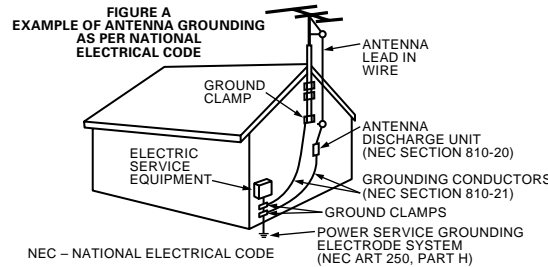 FIGURE A
EXAMPLE OF ANTENNA GROUNDING
AS PER NATIONAL
ELECTRICAL CODE
ANTENNA
LEAD IN
WIRE
GROUND
CLAMP
ANTENNA
DISCHARGE UNIT
(NEC SECTION 810-20)
ELECTRIC
SERVICE
EQUIPMENT
GROUNDING CONDUCTORS
(NEC SECTION 810-21)
GROUND CLAMPS
POWER SERVICE GROUNDING
ELECTRODE SYSTEM
(NEC ART 250, PART H)
NEC – NATIONAL ELECTRICAL CODE